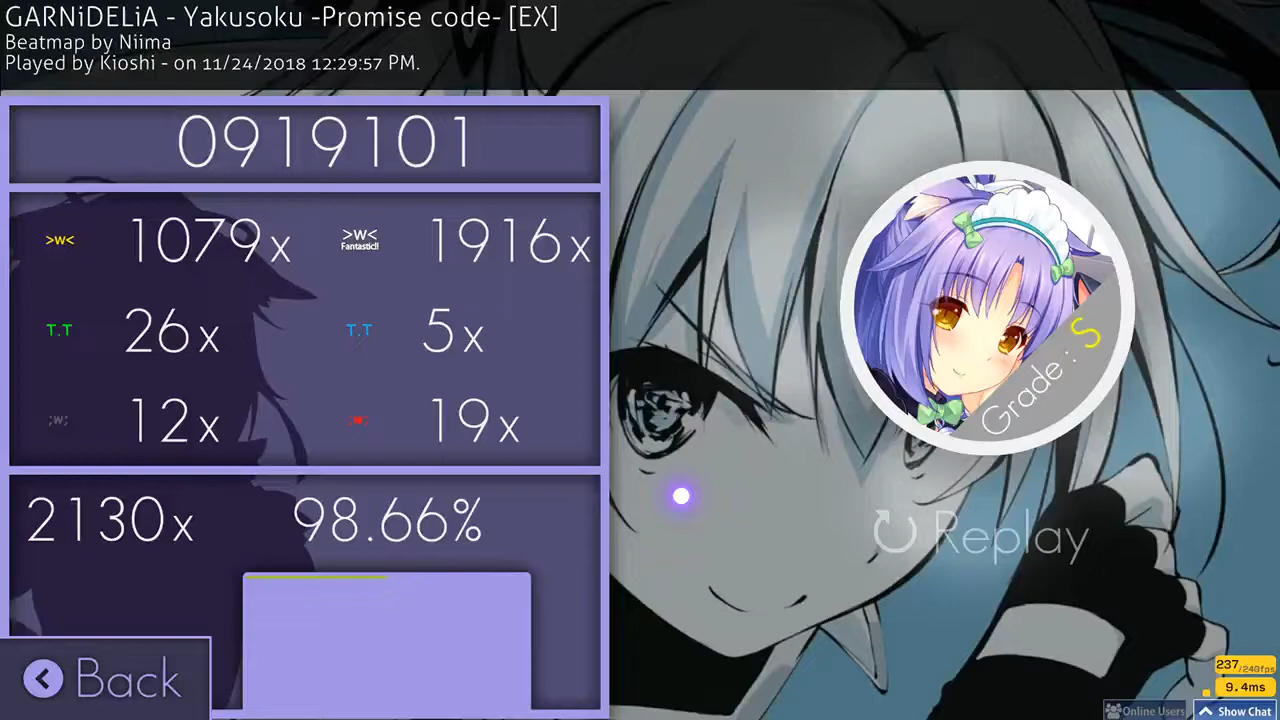 GARNiDELiA - Yakusoku -Promise code- [EX]
Beatmap by Niima
Played by Kioshi - on 11/24/2018 12:29:57 PM.
0919101
>w< 1079x >W< Fantastic!! 1916x
T.T 26x T.T 5x
;w; 12x ;w; 19x
2130x 98.66%
Grade : S
Replay
Back
237/240fps
9.4ms
Online Users Show Chat